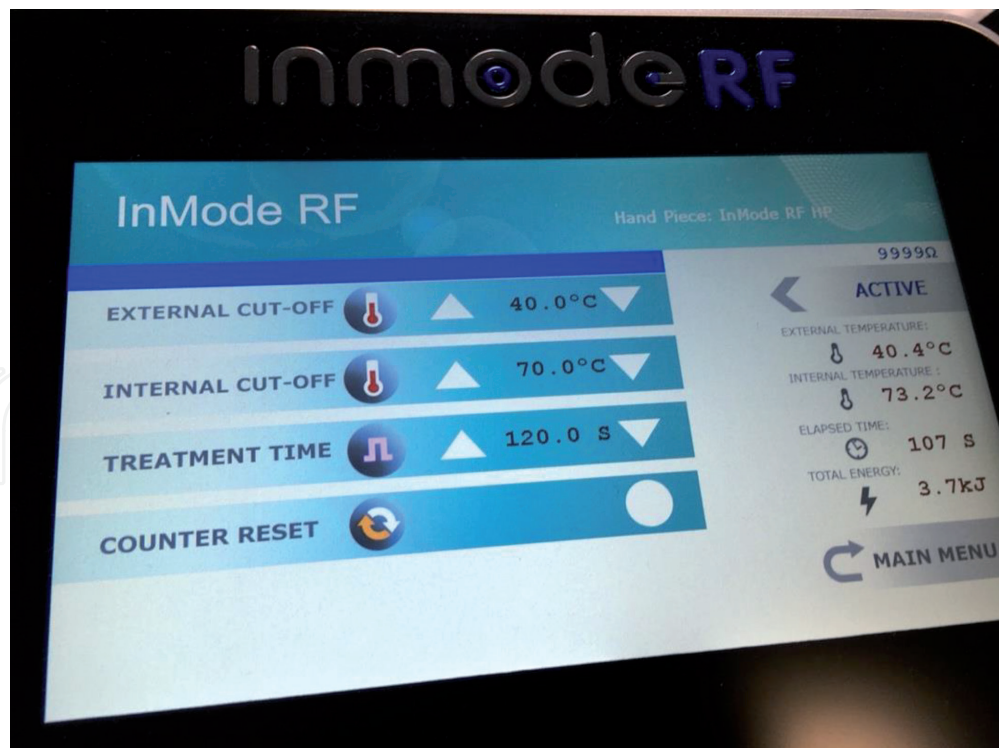 inmode RF
InMode RF
Hand Piece: InMode RF HP
9999Ω
EXTERNAL CUT-OFF 40.0°C
INTERNAL CUT-OFF 70.0°C
TREATMENT TIME 120.0 S
COUNTER RESET
ACTIVE
EXTERNAL TEMPERATURE:
40.4°C
INTERNAL TEMPERATURE :
73.2°C
ELAPSED TIME:
107 S
TOTAL ENERGY:
3.7kJ
MAIN MENU